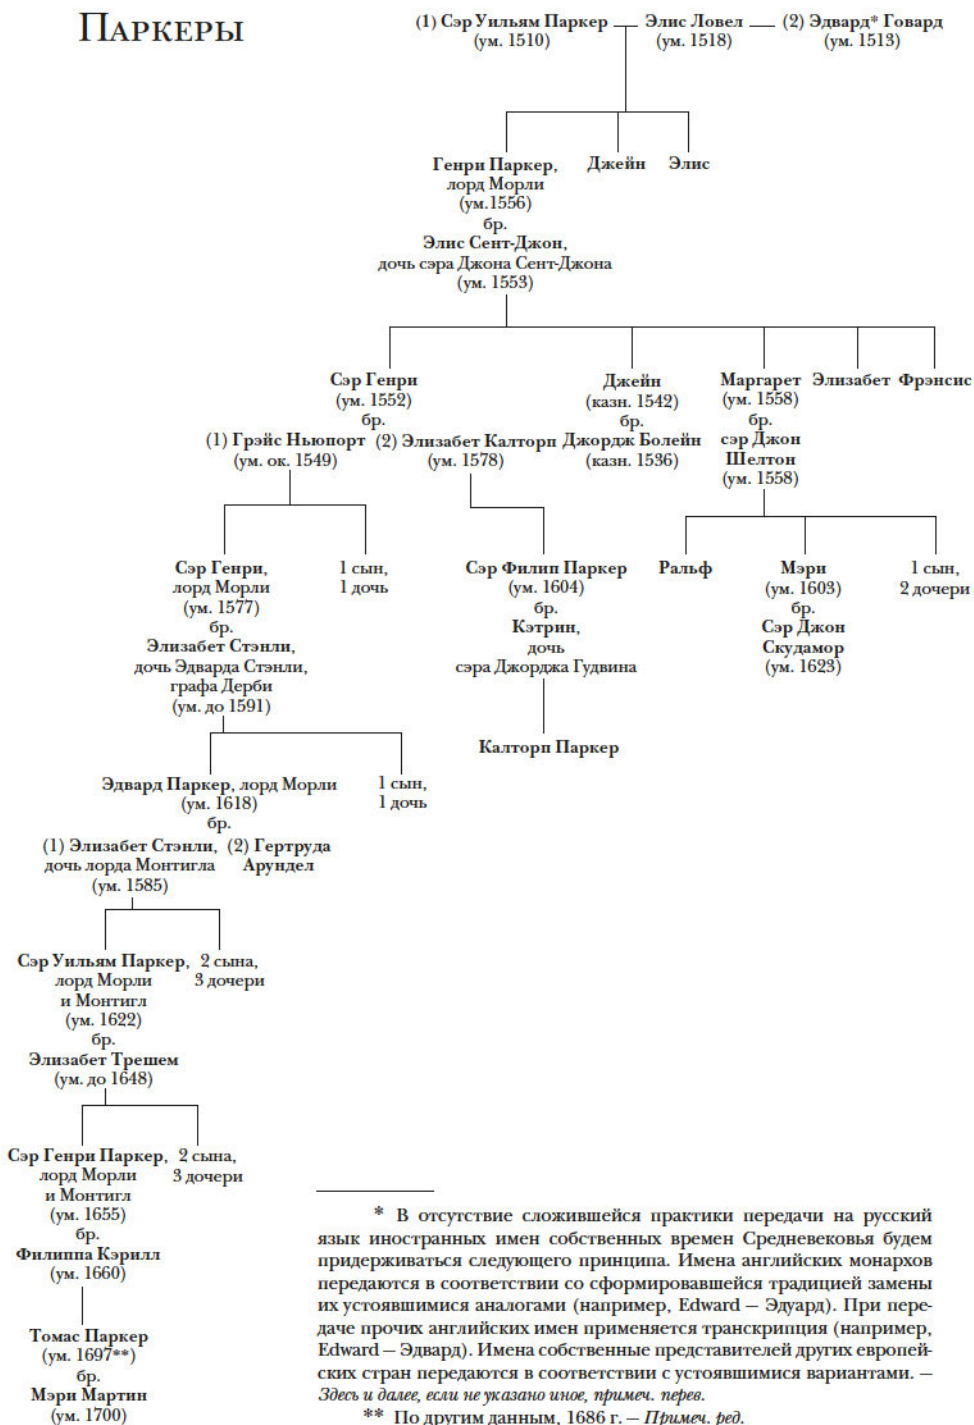 ПАРКЕРЫ
(1) Сэр Уильям Паркер — Элис Ловел — (2) Эдвард* Говард
(ум. 1510) (ум. 1518) (ум. 1513)
Генри Паркер, Джейн Элис
лорд Морли
(ум.1556)
бр.
Элис Сент-Джон,
дочь сэра Джона Сент-Джона
(ум. 1553)
Сэр Генри Джейн Маргарет Элизабет Фрэнсис
(ум. 1552) (казн. 1542) (ум. 1558)
бр. бр. бр.
(1) Грэйс Ньюпорт (2) Элизабет Калторп Джордж Болейн сэр Джон
(ум. ок. 1549) (ум. 1578) (казн. 1536) Шелтон
(ум. 1558)
Сэр Генри, 1 сын, Сэр Филип Паркер Ральф Мэри 1 сын,
лорд Морли 1 дочь (ум. 1604) (ум. 1603) 2 дочери
(ум. 1577) бр. бр.
бр. Кэтрин, Сэр Джон
Элизабет Стэнли, дочь Скудамор
дочь Эдварда Стэнли, сэра Джорджа Гудвина (ум. 1623)
графа Дерби
(ум. до 1591)
Калторп Паркер
Эдвард Паркер, лорд Морли 1 сын,
(ум. 1618) 1 дочь
бр.
(1) Элизабет Стэнли, (2) Гертруда
дочь лорда Монтигла Арундел
(ум. 1585)
Сэр Уильям Паркер, 2 сына,
лорд Морли 3 дочери
и Монтигл
(ум. 1622)
бр.
Элизабет Трешем
(ум. до 1648)
Сэр Генри Паркер, 2 сына,
лорд Морли 3 дочери
и Монтигл
(ум. 1655)
бр.
Филиппа Кэрилл
(ум. 1660)
Томас Паркер
(ум. 1697**)
бр.
Мэри Мартин
(ум. 1700)
* В отсутствие сложившейся практики передачи на русский
язык иностранных имен собственных времен Средневековья будем
придерживаться следующего принципа. Имена английских монархов
передаются в соответствии со сформировавшейся традицией замены
их устоявшимися аналогами (например, Edward — Эдуард). При пере-
даче прочих английских имен применяется транскрипция (например,
Edward — Эдвард). Имена собственные представителей других европей-
ских стран передаются в соответствии с устоявшимися вариантами. —
Здесь и далее, если не указано иное, примеч. перев.
** По другим данным, 1686 г. — Примеч. ред.